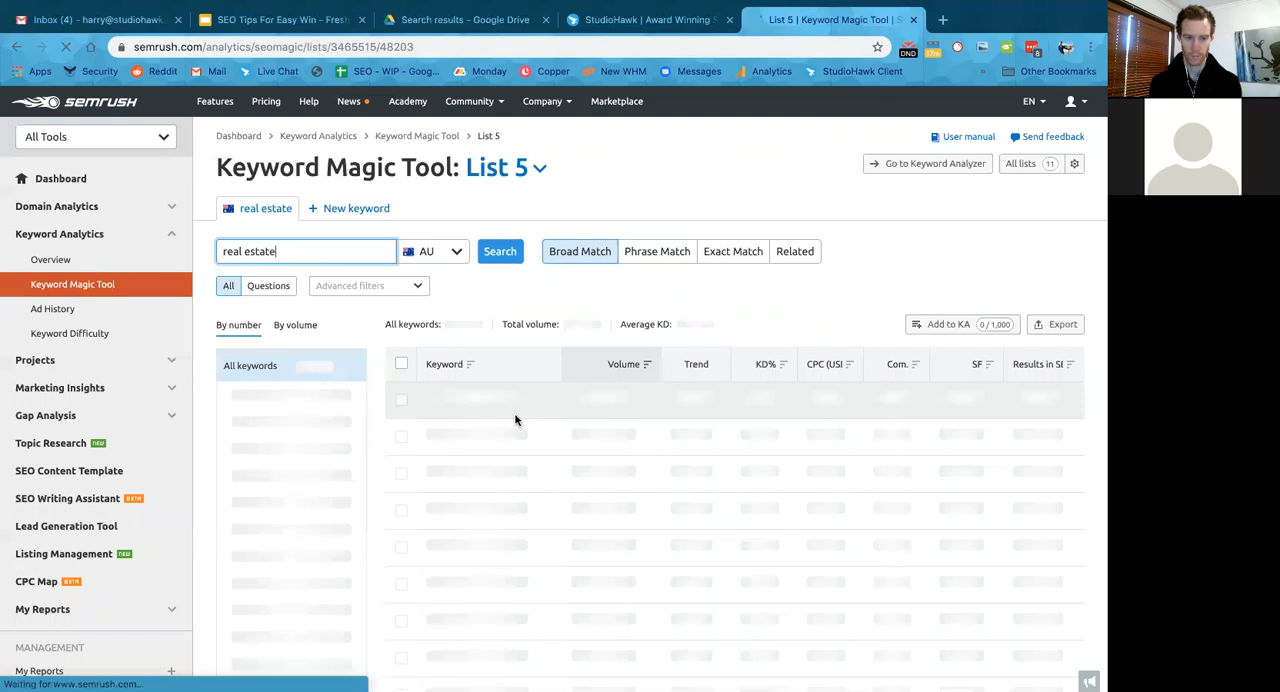 Inbox (40) - harry@studiohawk.
SEO Tips For Easy Win - Fresh
Search results - Google Drive
StudioHawk | Award Winning S
List 5 | Keyword Magic Tool | S
semrush.com/analytics/seomagic/lists/3465515/48203
DND
17m
8
Apps
Security
Reddit
Mail
Live Chat
SEO - WIP - Goog...
Monday
Copper
New WHM
Messages
Analytics
StudioHawk Client
»
Other Bookmarks
SEMRUSH
Features
Pricing
Help
News
Academy
Community
Company
Marketplace
EN
All Tools
Dashboard
Domain Analytics
Keyword Analytics
Overview
Keyword Magic Tool
Ad History
Keyword Difficulty
Projects
Marketing Insights
Gap Analysis
Topic Research NEW
SEO Content Template
SEO Writing Assistant BETA
Lead Generation Tool
Listing Management NEW
CPC Map BETA
My Reports
MANAGEMENT
My Reports +
Waiting for www.semrush.com...
Dashboard > Keyword Analytics > Keyword Magic Tool > List 5
User manual
Send feedback
Keyword Magic Tool: List 5
Go to Keyword Analyzer
All lists 11
real estate
+ New keyword
real estate
AU
Search
Broad Match
Phrase Match
Exact Match
Related
All
Questions
Advanced filters
By number
By volume
All keywords:
Total volume:
Average KD:
Add to KA 0/1,000
Export
All keywords
Keyword
Volume
Trend
KD%
CPC (USI
Com.
SF
Results in SE